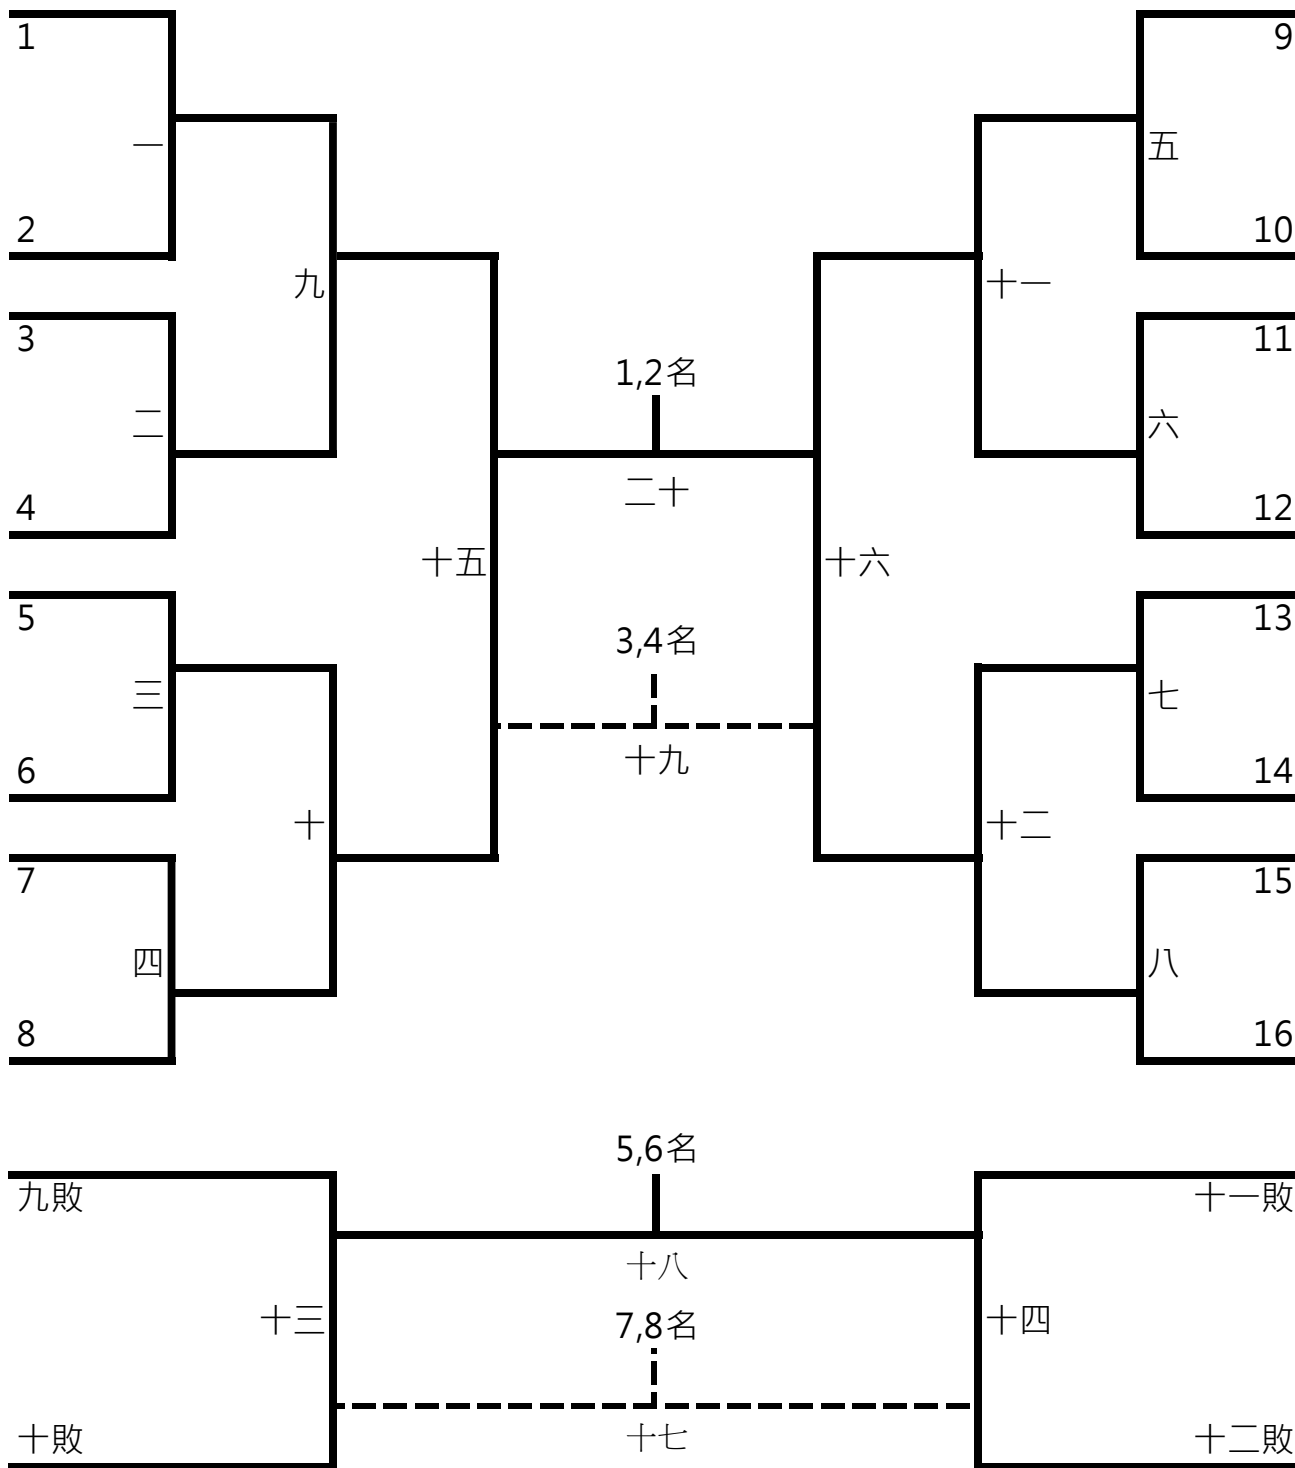 1 9
一 五
2 10
九 十一
3 11
1,2名
二 六
二十
4 12
十五 十六
5 13
3,4名
三 七
十九
6 14
十 十二
7 15
四 八
8 16
5,6名
九敗 十一敗
十八
十三 7,8名 十四
十敗 十七 十二敗